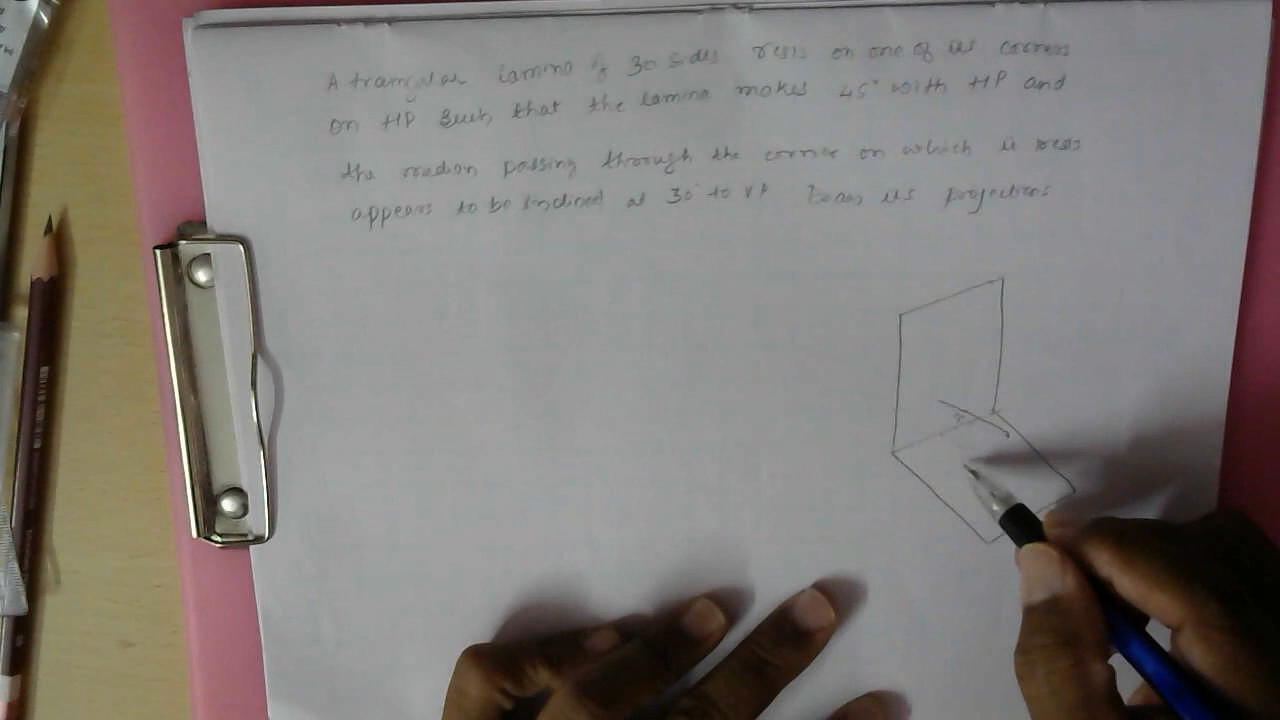 A triangular lamina of 30 sides rests on one of its corners
on HP such that the lamina makes 45° with HP and
the median passing through the corner on which it rests
appears to be inclined at 30° to VP its projections